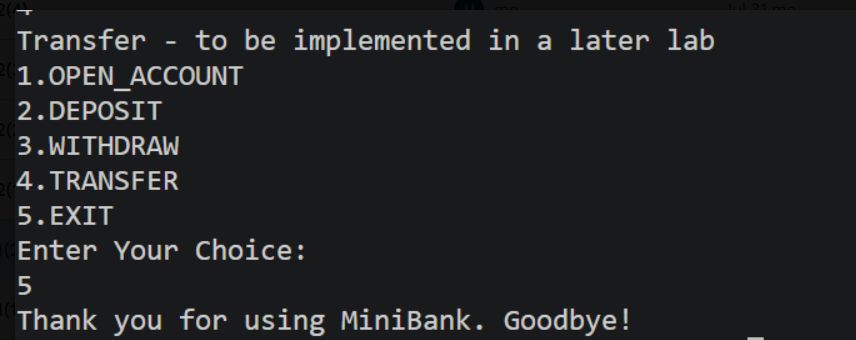 4
Transfer - to be implemented in a later lab
1.OPEN_ACCOUNT
2.DEPOSIT
3.WITHDRAW
4.TRANSFER
5.EXIT
Enter Your Choice:
5
Thank you for using MiniBank. Goodbye!